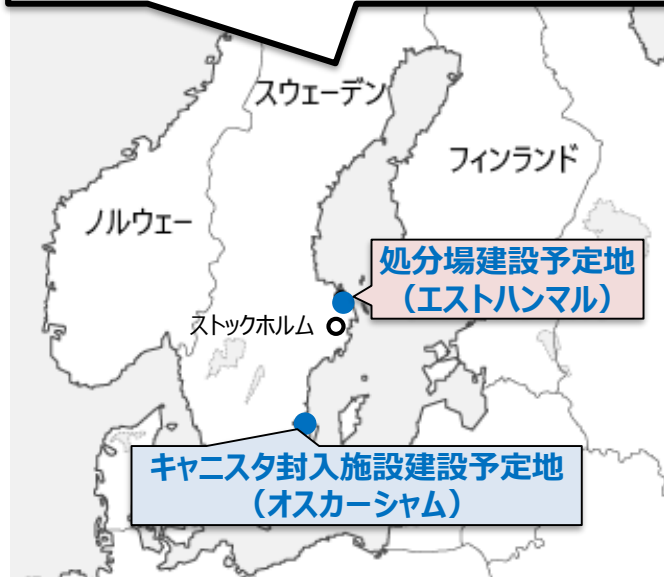 スウェーデン
フィンランド
ノルウェー
処分場建設予定地
（エストハンマル）
ストックホルム
キャニスタ封入施設建設予定地
（オスカーシャム）